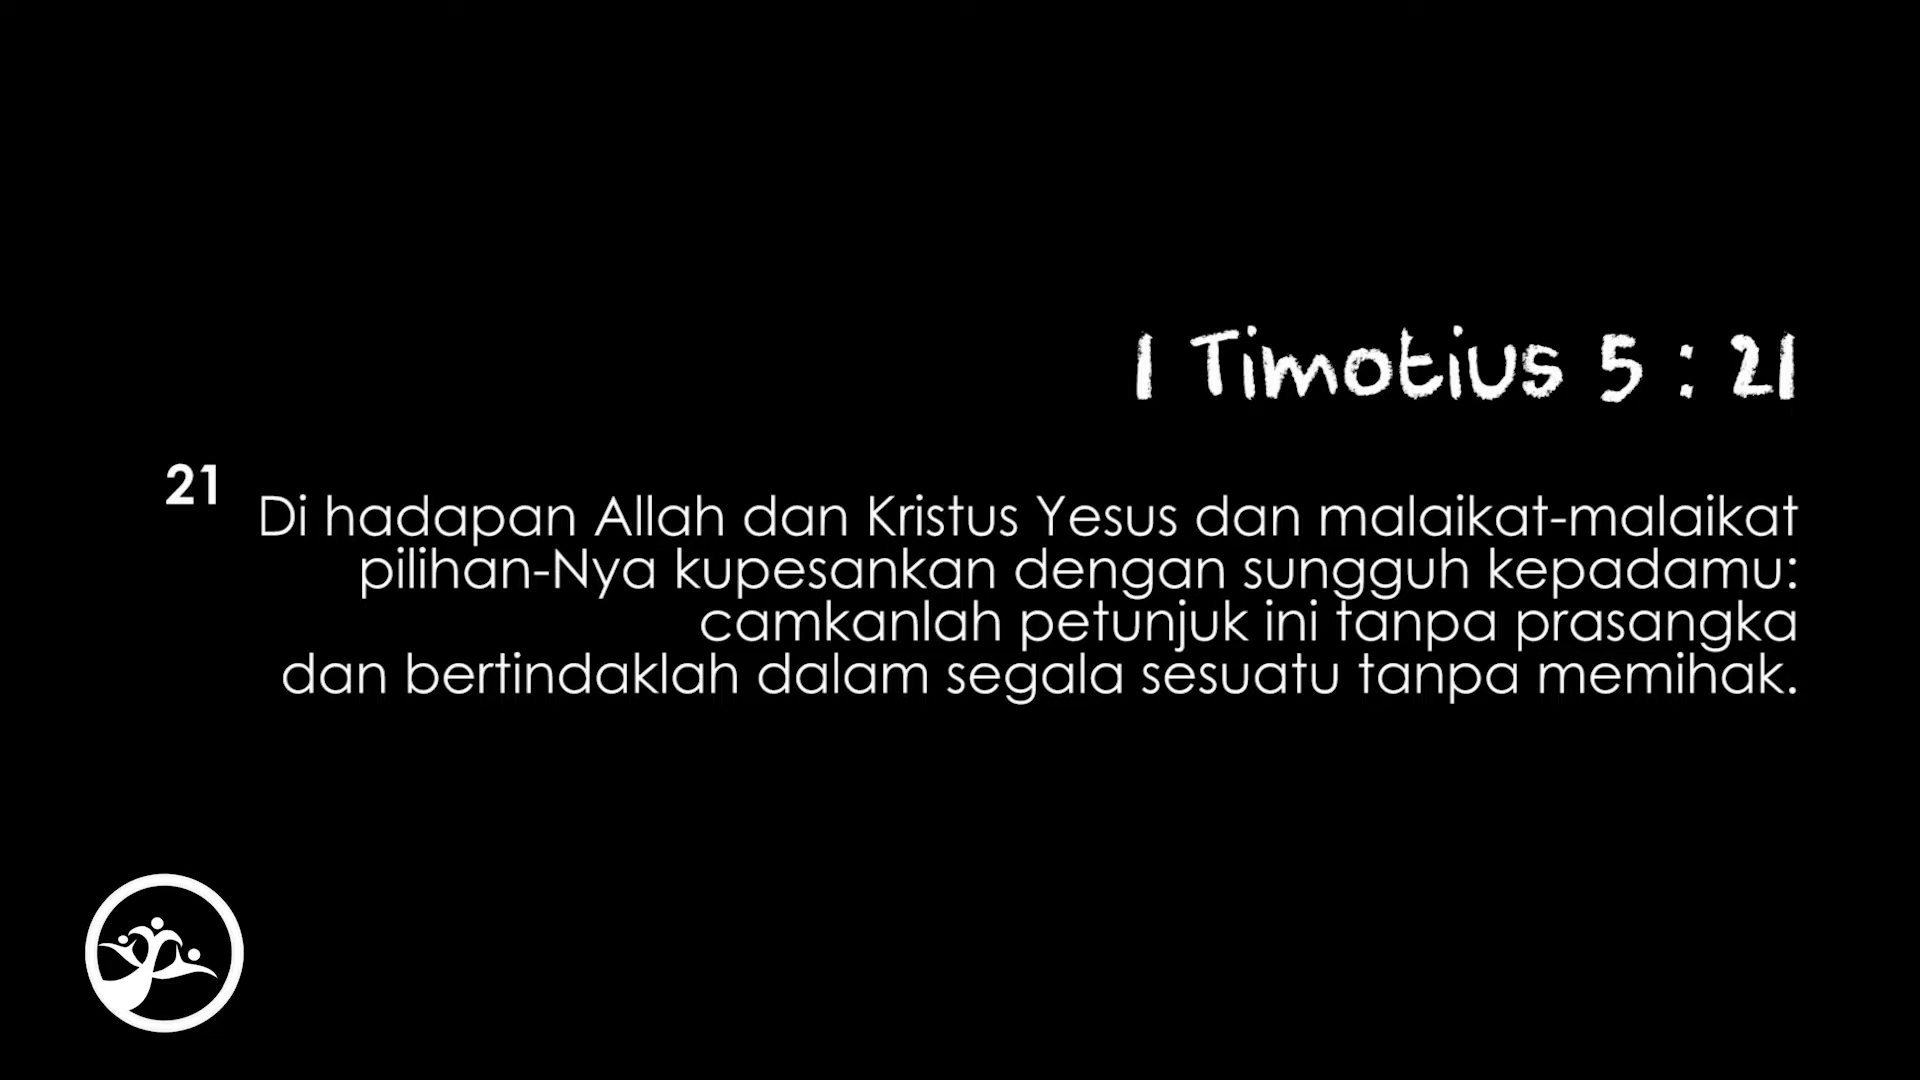 1 Timotius 5 : 21
21 Di hadapan Allah dan Kristus Yesus dan malaikat-malaikat
pilihan-Nya kupesankan dengan sungguh kepadamu:
camkanlah petunjuk ini tanpa prasangka
dan bertindaklah dalam segala sesuatu tanpa memihak.